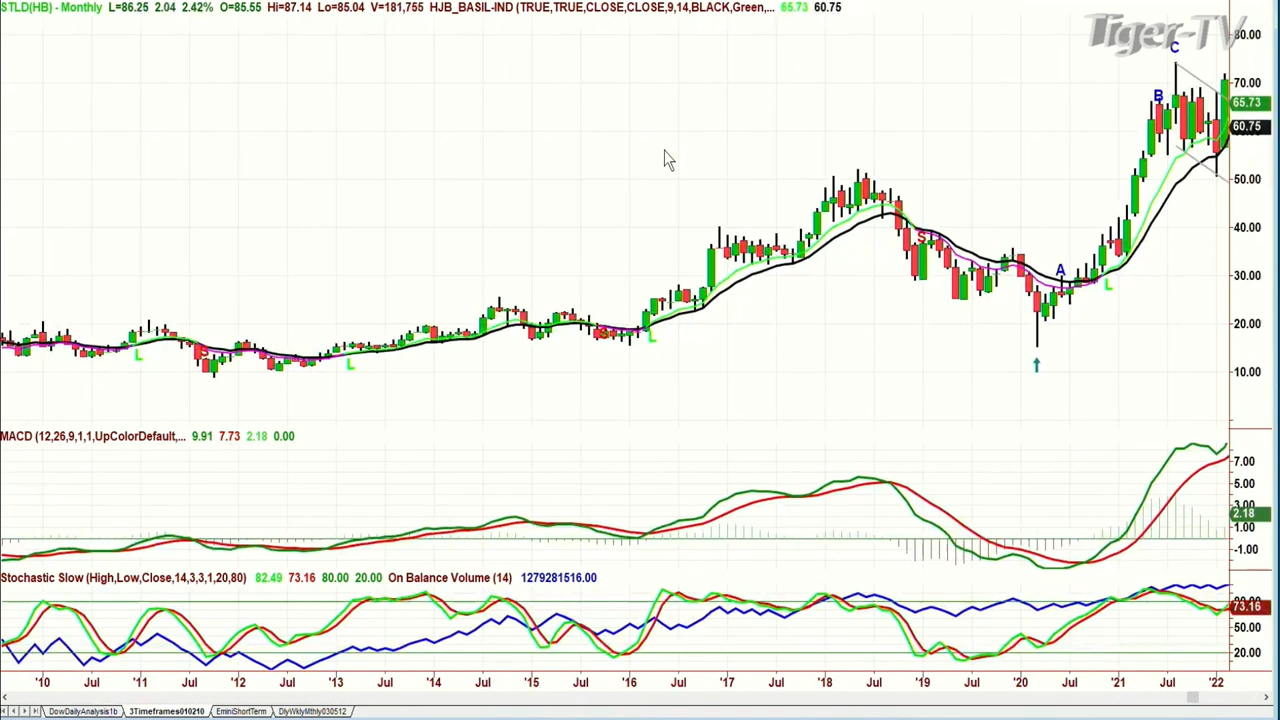 STLD(HB) - Monthly L=86.25 2.04 2.42% O=85.55 Hi=87.14 Lo=85.04 V=181,755 HJB_BASIL-IND (TRUE,TRUE,CLOSE,CLOSE,9,14,BLACK,Green,... 65.73 60.75
Tiger-TV
80.00
C
70.00
B
65.73
60.75
50.00
40.00
S
30.00
A
L
20.00
S
S
L
L
L
10.00
MACD (12,26,9,1,1,UpColorDefault,... 9.91 7.73 2.18 0.00
7.00
5.00
3.00
2.18
1.00
-1.00
Stochastic Slow (High,Low,Close,14,3,3,1,20,80) 82.49 73.16 80.00 20.00 On Balance Volume (14) 1279281516.00
73.16
50.00
20.00
'10 Jul '11 Jul '12 Jul '13 Jul '14 Jul '15 Jul '16 Jul '17 Jul '18 Jul '19 Jul '20 Jul '21 Jul '22
DowDailyAnalysis1b 3Timeframes010210 EminiShortTerm DlyWklyMthly030512